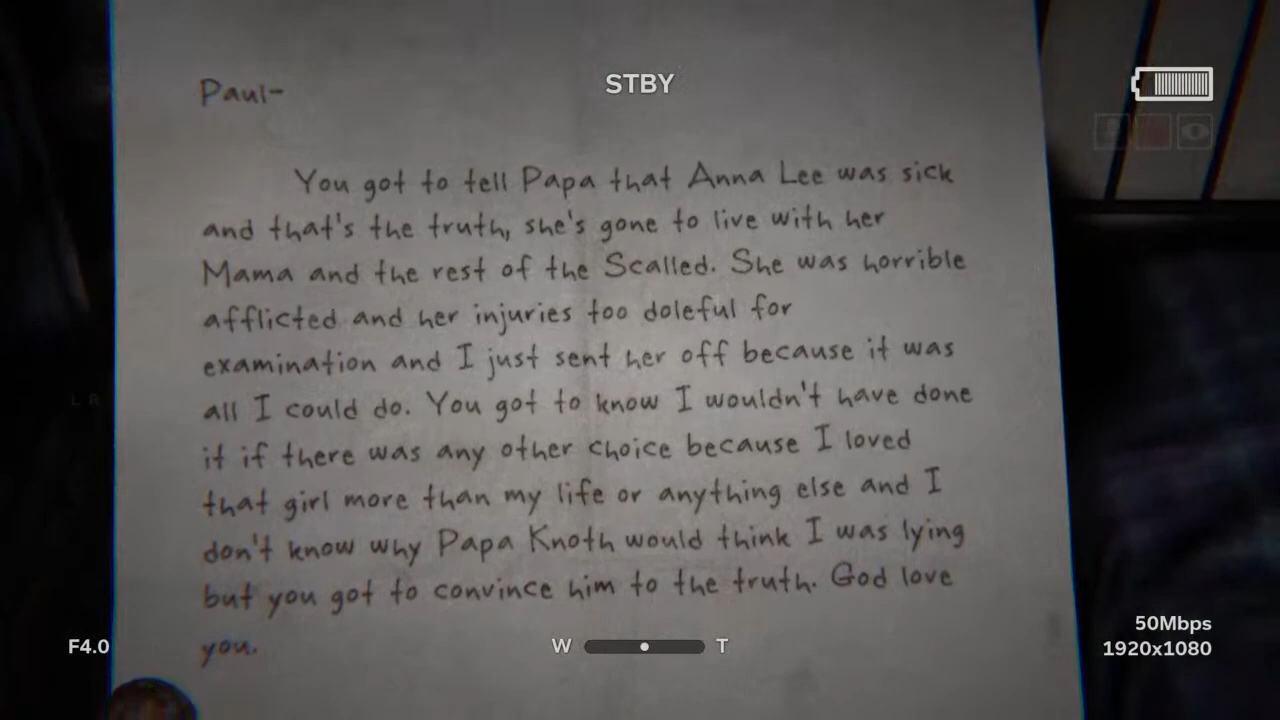 STBY
Paul-
You got to tell Papa that Anna Lee was sick
and that's the truth, she's gone to live with her
Mama and the rest of the Scalled. She was horrible
afflicted and her injuries too doleful for
examination and I just sent her off because it was
all I could do. You got to know I wouldn't have done
it if there was any other choice because I loved
that girl more than my life or anything else and I
don't know why Papa Knoth would think I was lying
but you got to convince him to the truth. God love
you.
50Mbps
F4.0 W T 1920x1080